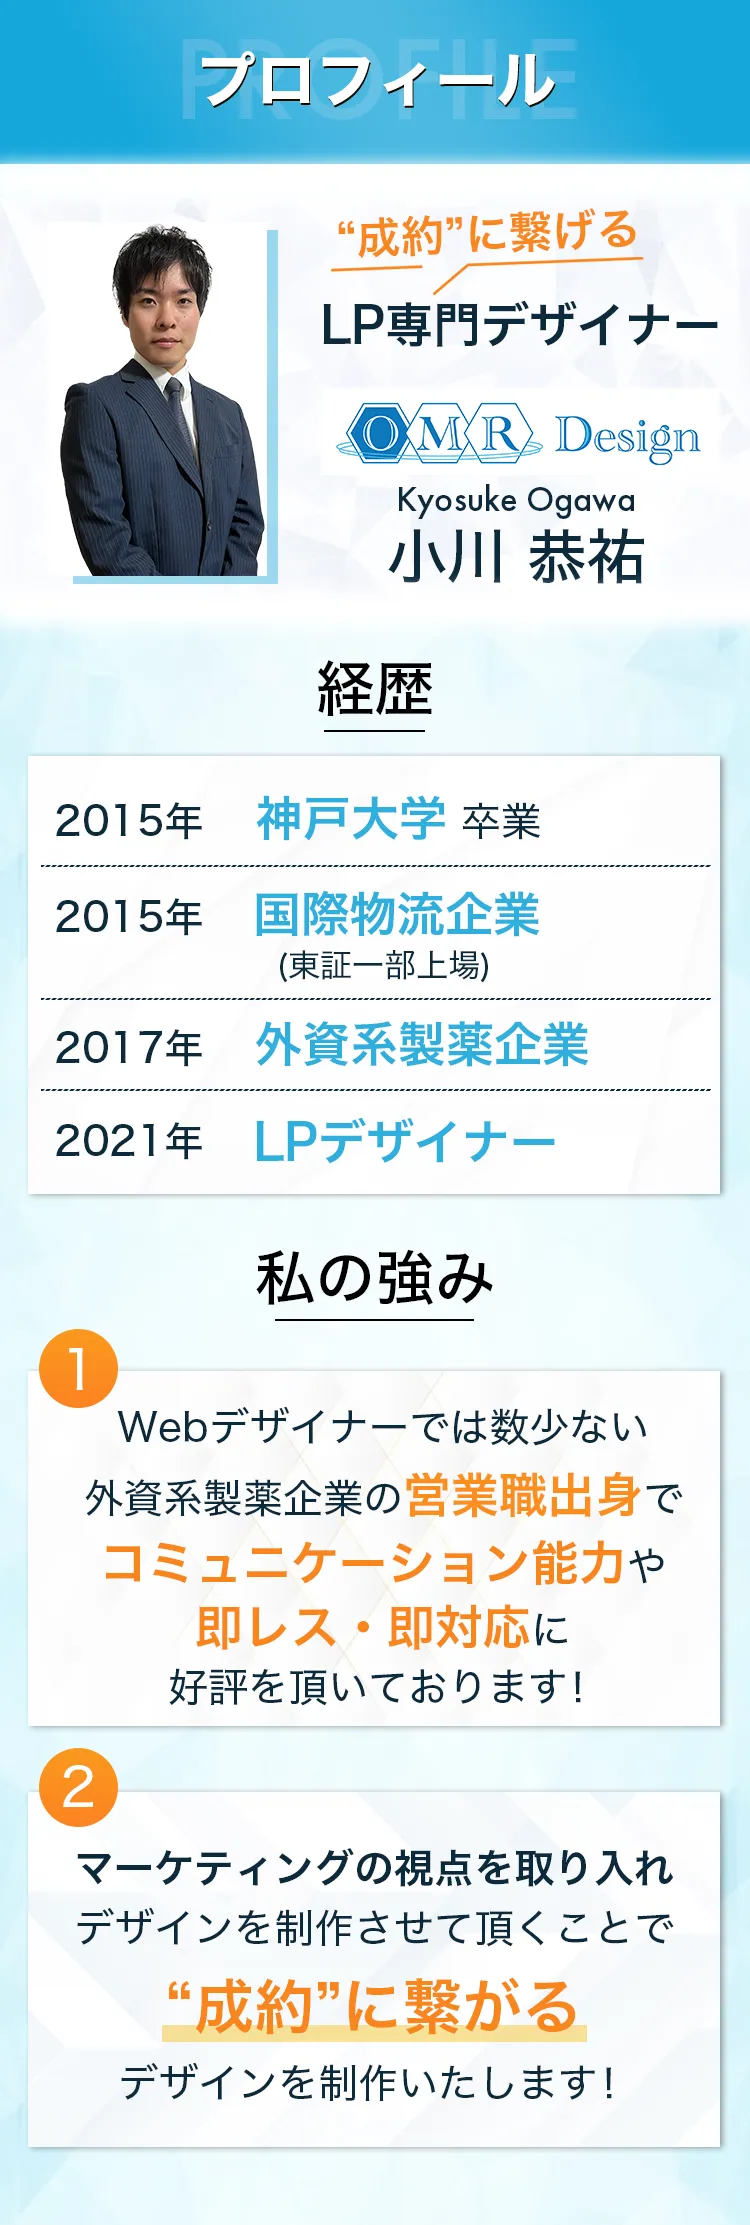 PROFILE
プロフィール
“成約”に繋げる
LP専門デザイナー
OMR Design
Kyosuke Ogawa
小川 恭祐
経歴
2015年 神戸大学 卒業
2015年 国際物流企業
(東証一部上場)
2017年 外資系製薬企業
2021年 LPデザイナー
私の強み
1
Webデザイナーでは数少ない
外資系製薬企業の営業職出身で
コミュニケーション能力や
即レス・即対応に
好評を頂いております!
2
マーケティングの視点を取り入れ
デザインを制作させて頂くことで
“成約”に繋がる
デザインを制作いたします!